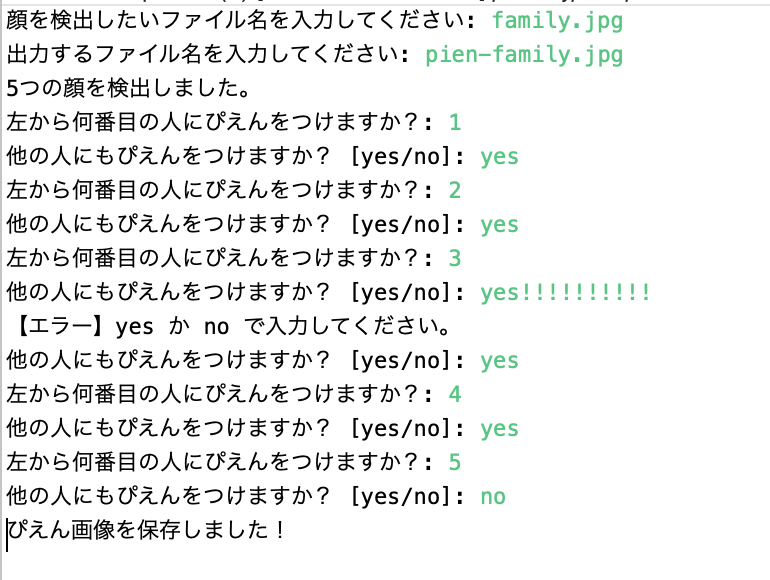 顔を検出したいファイル名を入力してください: family.jpg
出力するファイル名を入力してください: pien-family.jpg
5つの顔を検出しました。
左から何番目の人にぴえんをつけますか？: 1
他の人にもぴえんをつけますか？ [yes/no]: yes
左から何番目の人にぴえんをつけますか？: 2
他の人にもぴえんをつけますか？ [yes/no]: yes
左から何番目の人にぴえんをつけますか？: 3
他の人にもぴえんをつけますか？ [yes/no]: yes!!!!!!!!!!
【エラー】yes か no で入力してください。
他の人にもぴえんをつけますか？ [yes/no]: yes
左から何番目の人にぴえんをつけますか？: 4
他の人にもぴえんをつけますか？ [yes/no]: yes
左から何番目の人にぴえんをつけますか？: 5
他の人にもぴえんをつけますか？ [yes/no]: no
ぴえん画像を保存しました！